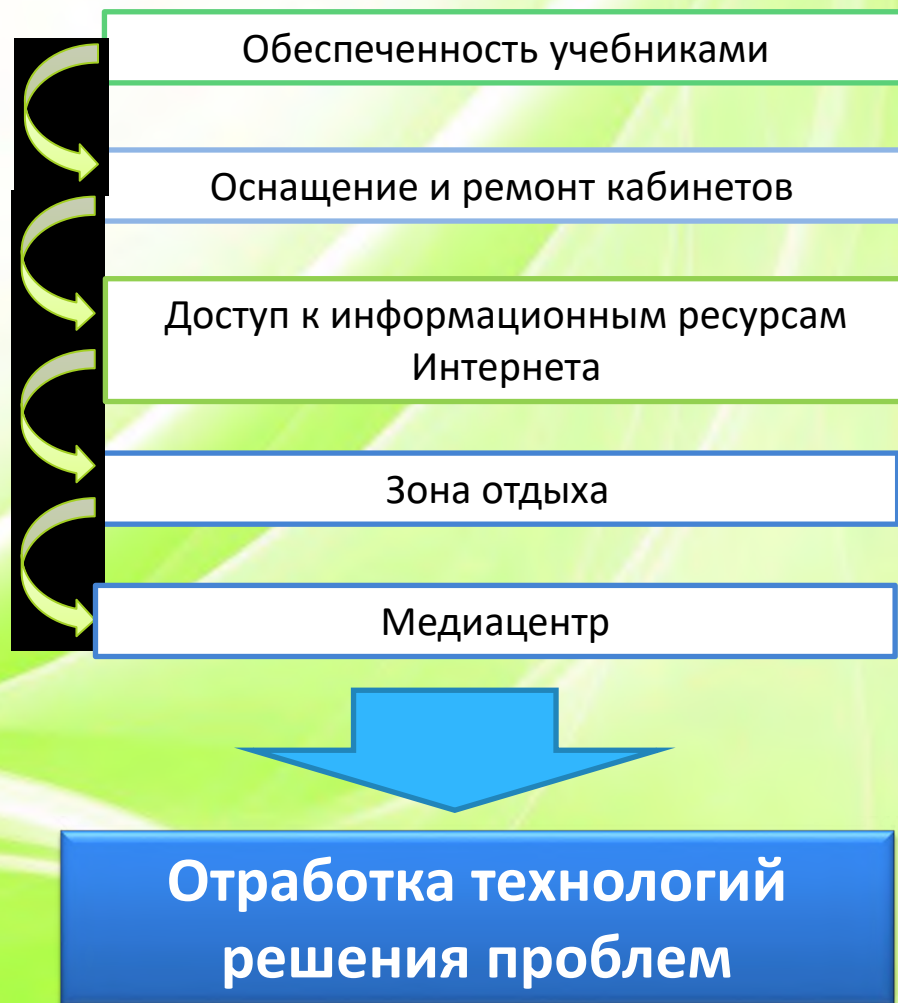 Обеспеченность учебниками
Оснащение и ремонт кабинетов
Доступ к информационным ресурсам
Интернета
Зона отдыха
Медиацентр
Отработка технологий
решения проблем